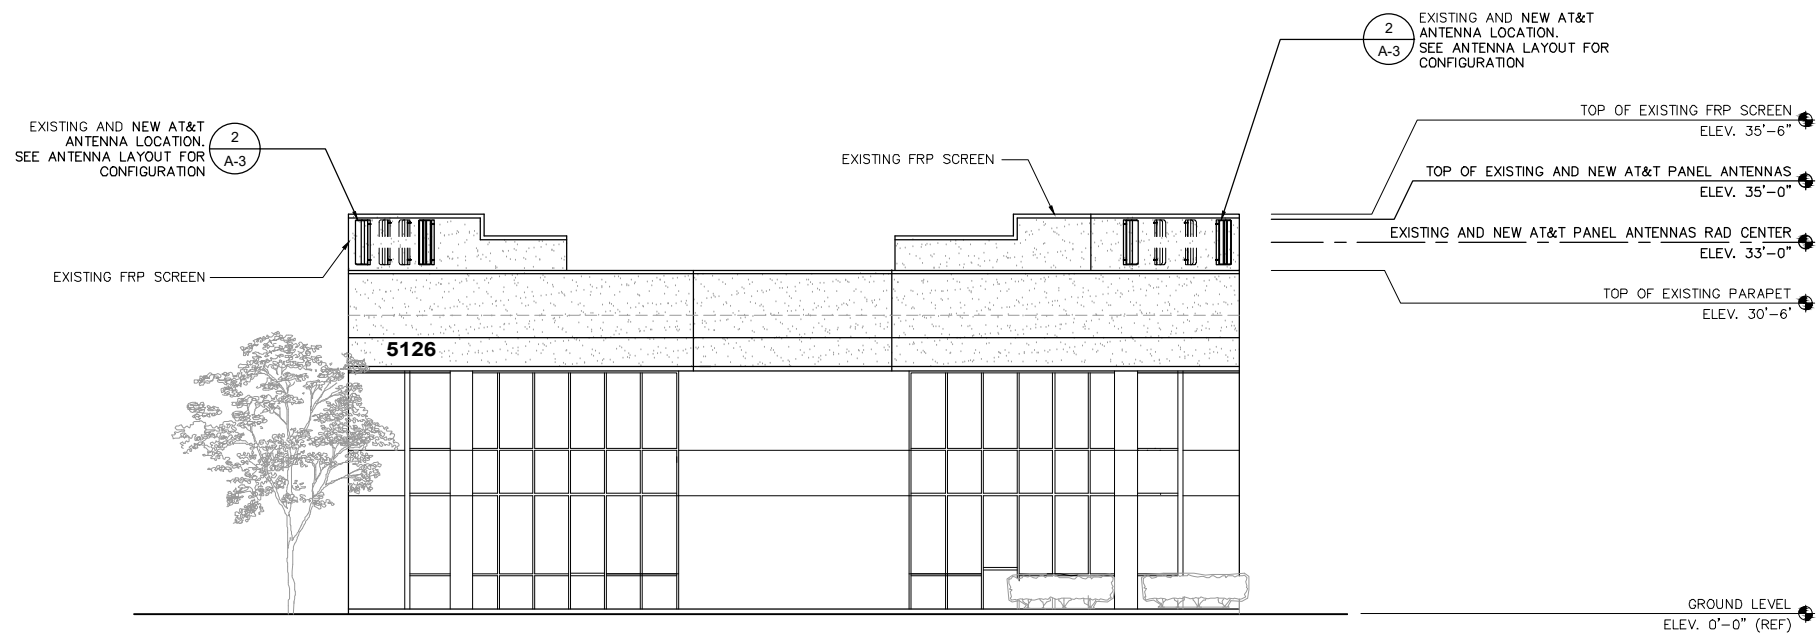 2
A-3
EXISTING AND NEW AT&T
ANTENNA LOCATION.
SEE ANTENNA LAYOUT FOR
CONFIGURATION
EXISTING AND NEW AT&T
ANTENNA LOCATION.
SEE ANTENNA LAYOUT FOR
CONFIGURATION
2
A-3
EXISTING FRP SCREEN
TOP OF EXISTING FRP SCREEN
ELEV. 35'-6"
TOP OF EXISTING AND NEW AT&T PANEL ANTENNAS
ELEV. 35'-0"
EXISTING AND NEW AT&T PANEL ANTENNAS RAD CENTER
ELEV. 33'-0"
EXISTING FRP SCREEN
TOP OF EXISTING PARAPET
ELEV. 30'-6'
5126
GROUND LEVEL
ELEV. 0'-0" (REF)